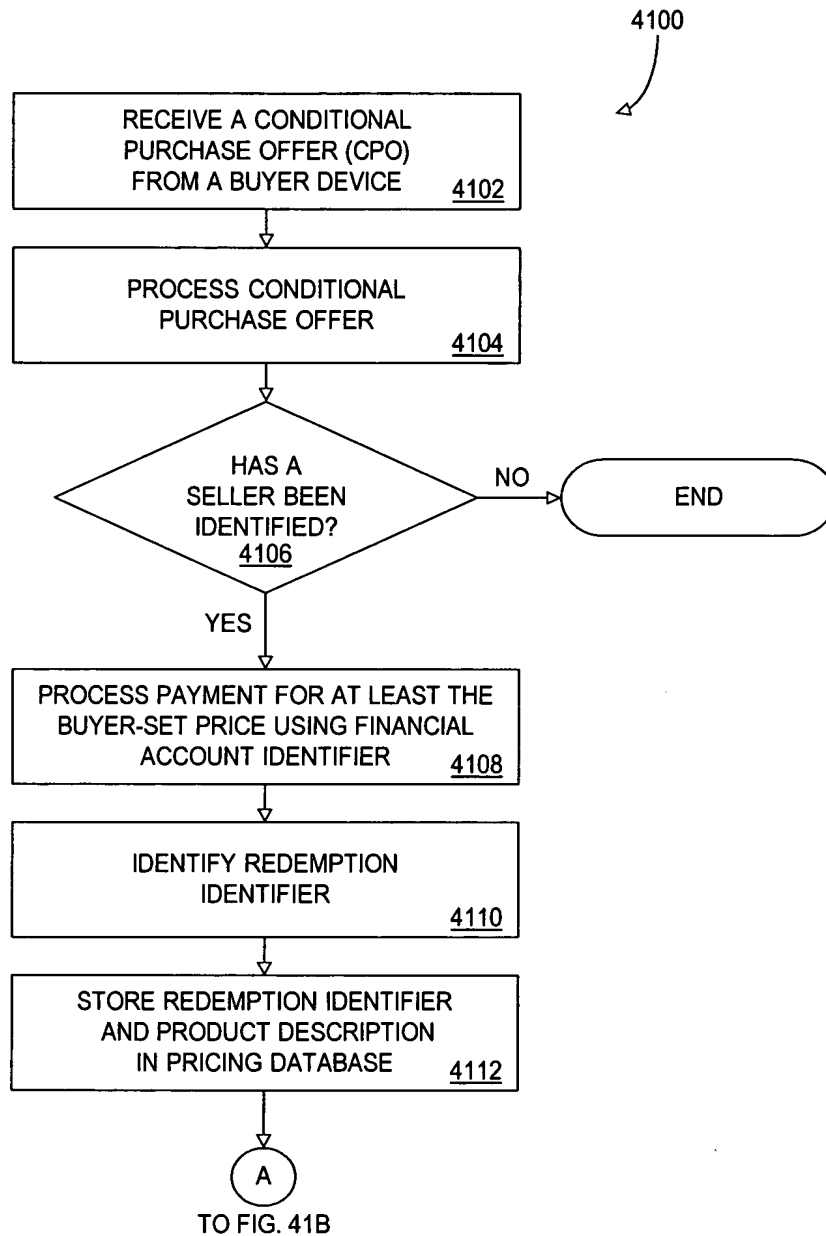 4100
RECEIVE A CONDITIONAL
PURCHASE OFFER (CPO)
FROM A BUYER DEVICE
4102
PROCESS CONDITIONAL
PURCHASE OFFER
4104
HAS A
SELLER BEEN
IDENTIFIED?
4106
NO
END
YES
PROCESS PAYMENT FOR AT LEAST THE
BUYER-SET PRICE USING FINANCIAL
ACCOUNT IDENTIFIER
4108
IDENTIFY REDEMPTION
IDENTIFIER
4110
STORE REDEMPTION IDENTIFIER
AND PRODUCT DESCRIPTION
IN PRICING DATABASE
4112
A
TO FIG. 41B